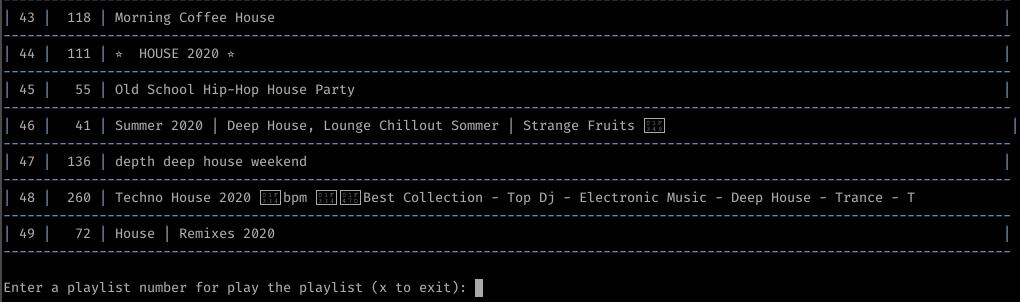 | 43 |  118 | Morning Coffee House |
| 44 |  111 | ⭐  HOUSE 2020 ⭐ |
| 45 |   55 | Old School Hip-Hop House Party |
| 46 |   41 | Summer 2020 | Deep House, Lounge Chillout Sommer | Strange Fruits |
| 47 |  136 | depth deep house weekend |
| 48 |  260 | Techno House 2020 bpm Best Collection - Top Dj - Electronic Music - Deep House - Trance - T
| 49 |   72 | House | Remixes 2020 |
Enter a playlist number for play the playlist (x to exit):